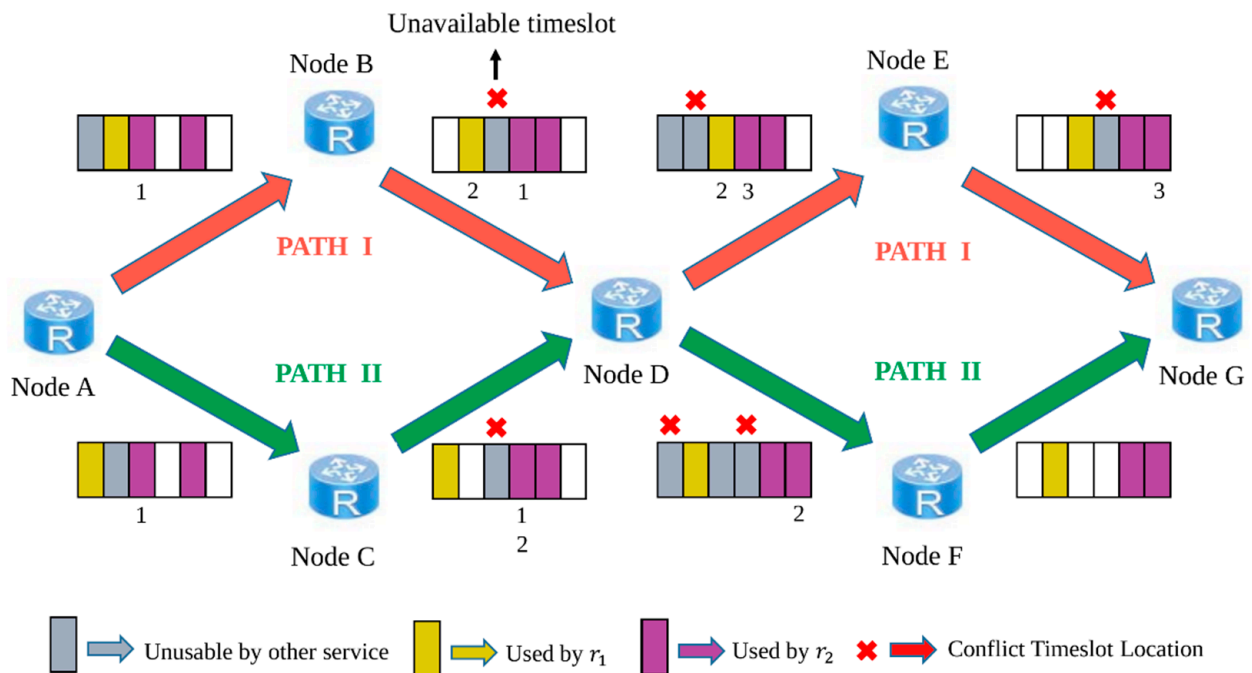 Unavailable timeslot
Node B
Node E
R
R
1
2
1
2
3
3
PATH I
PATH I
R
R
R
Node A
Node D
Node G
PATH II
PATH II
R
R
1
1
2
2
Node C
Node F
Unusable by other service
Used by r₁
Used by r₂
Conflict Timeslot Location